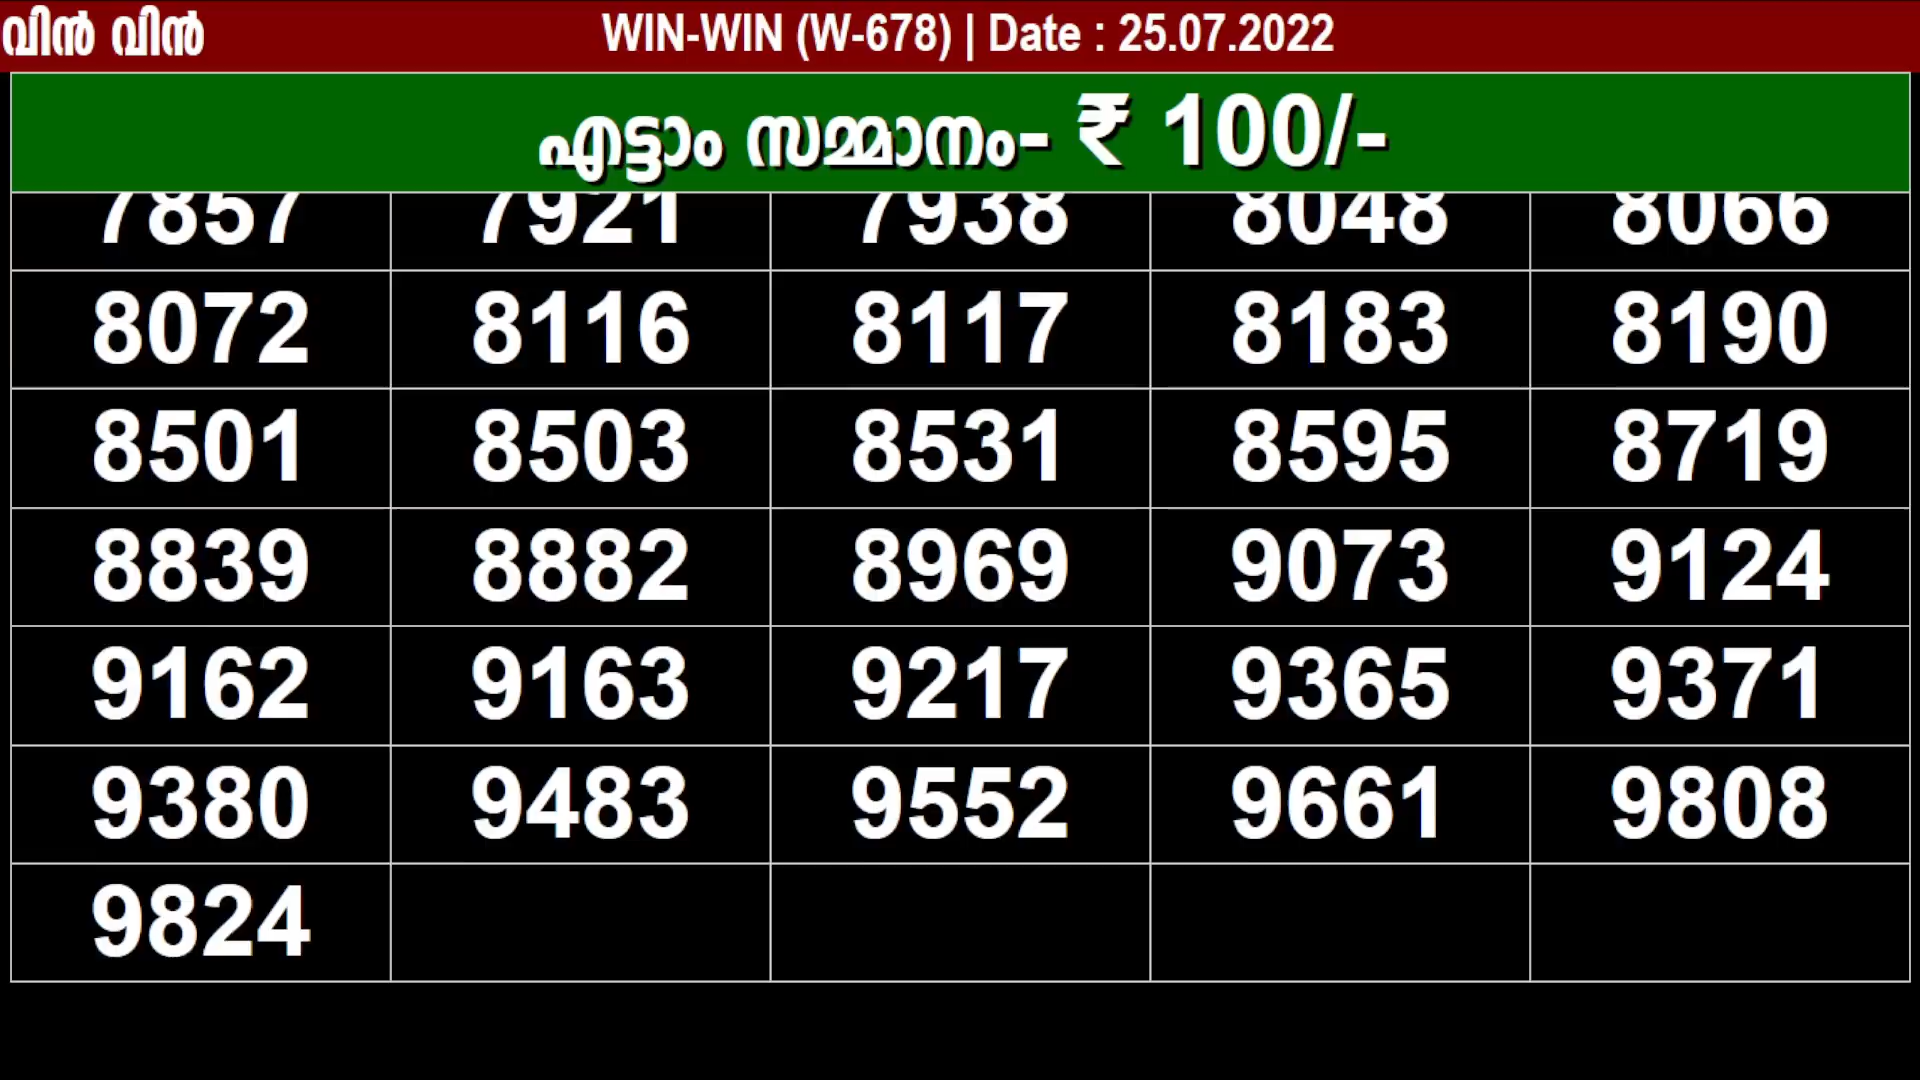 വിൻ വിൻ WIN-WIN (W-678) | Date : 25.07.2022
എട്ടാം സമ്മാനം- ₹ 100/-
7857 7921 7938 8048 8066
8072 8116 8117 8183 8190
8501 8503 8531 8595 8719
8839 8882 8969 9073 9124
9162 9163 9217 9365 9371
9380 9483 9552 9661 9808
9824